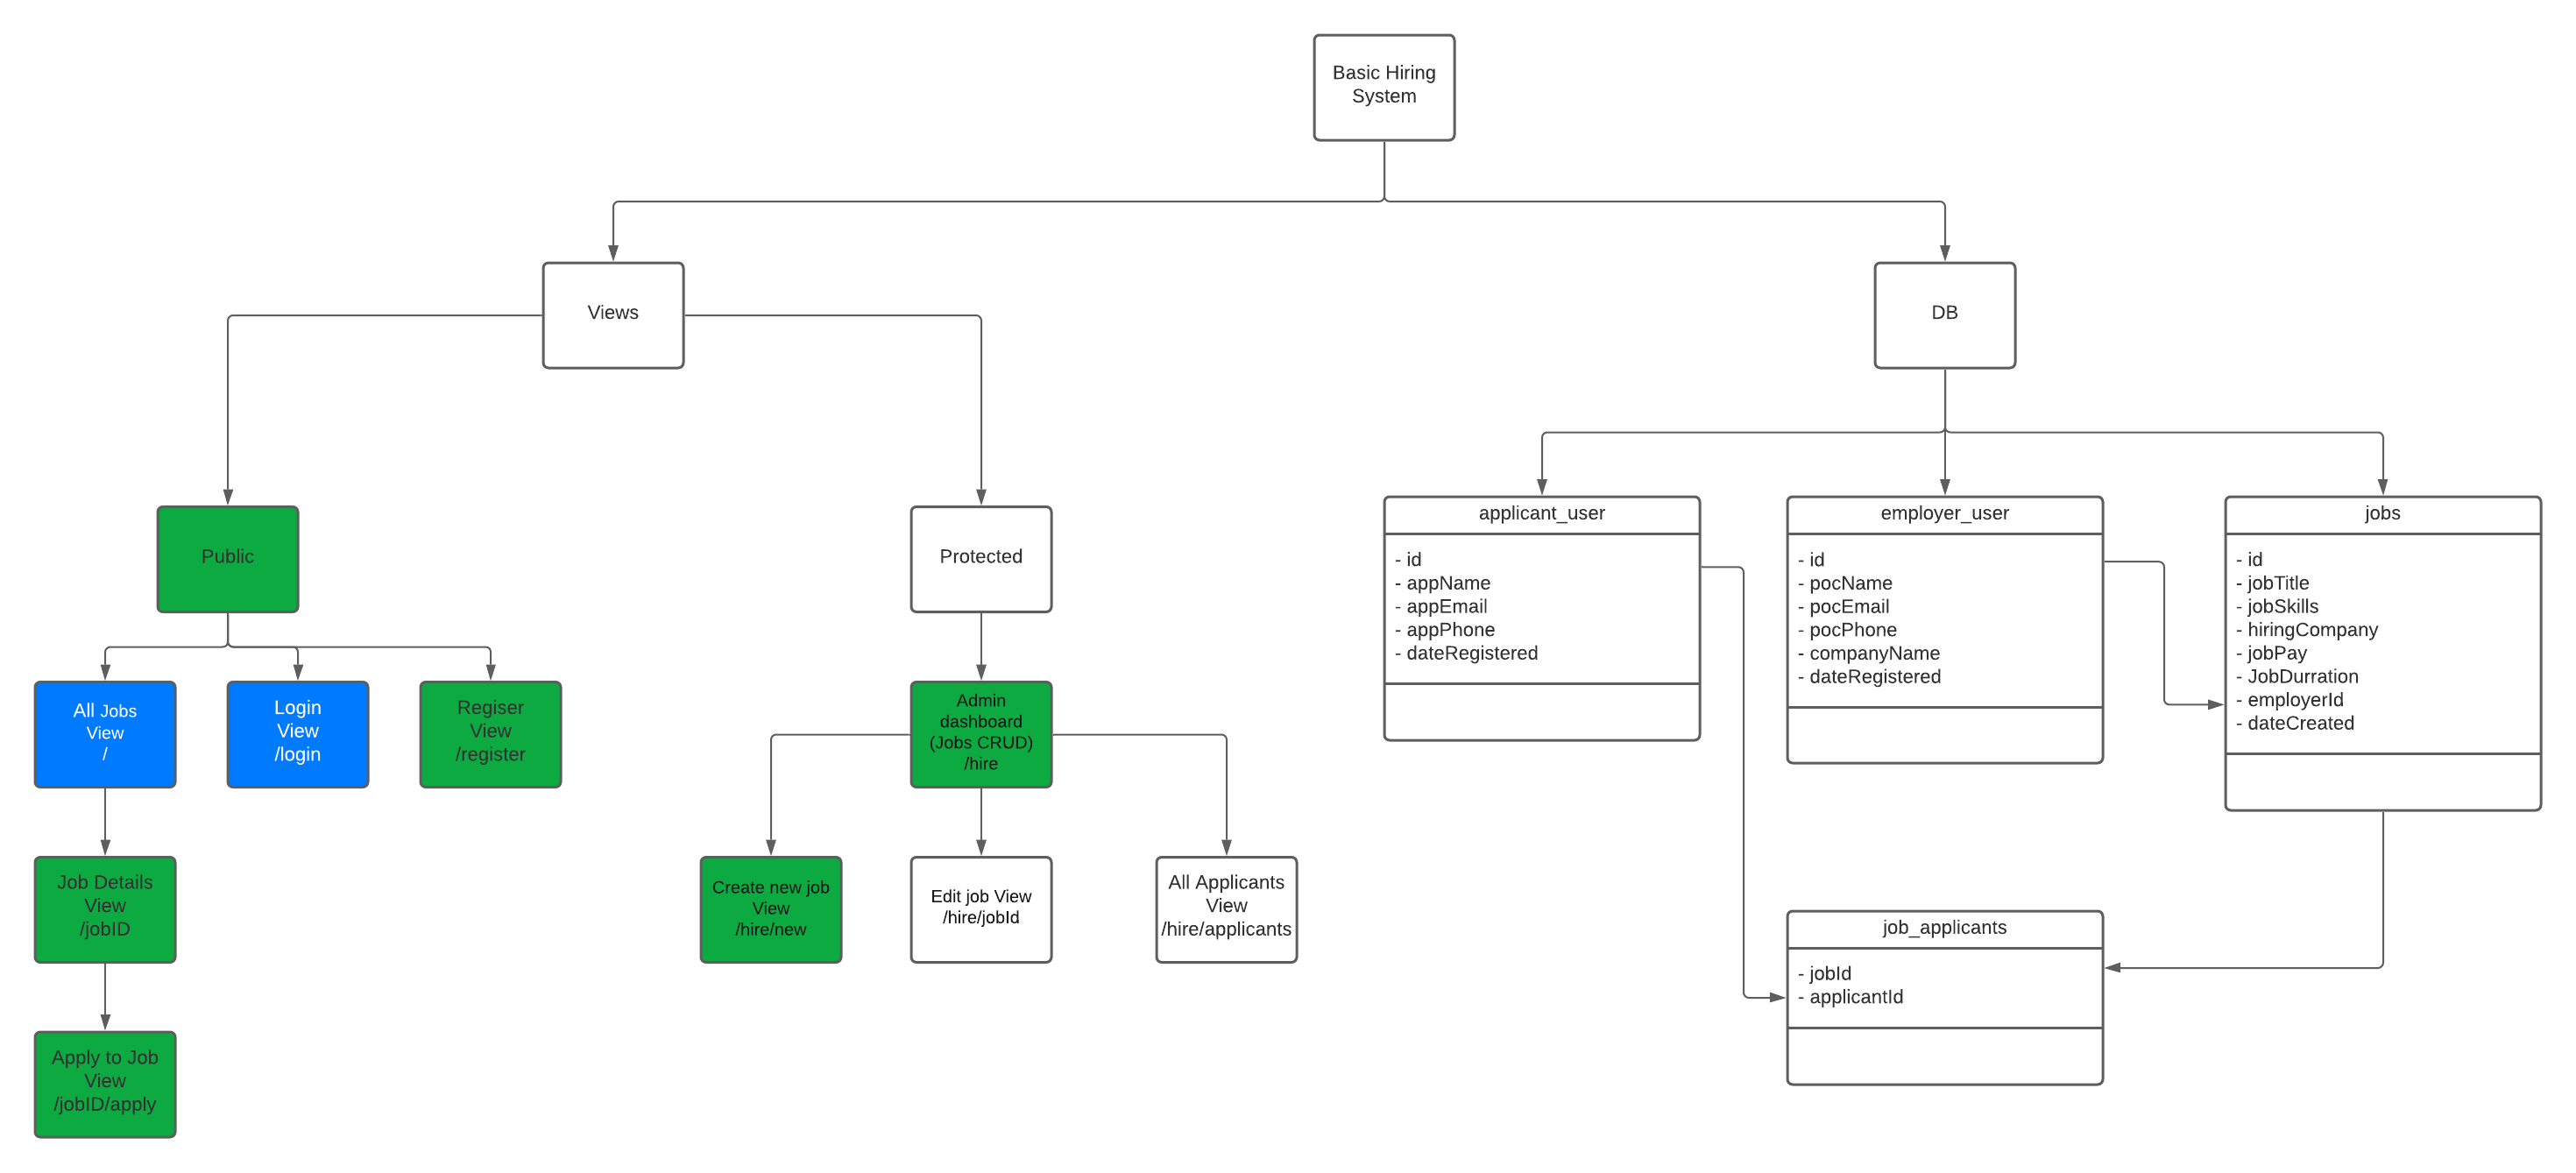 Basic Hiring
System
Views
DB
Public
Protected
All Jobs
View
/
Login
View
/login
Regiser
View
/register
Job Details
View
/jobID
Apply to Job
View
/jobID/apply
Admin
dashboard
(Jobs CRUD)
/hire
Create new job
View
/hire/new
Edit job View
/hire/jobId
All Applicants
View
/hire/applicants
applicant_user
- id
- appName
- appEmail
- appPhone
- dateRegistered
employer_user
- id
- pocName
- pocEmail
- pocPhone
- companyName
- dateRegistered
jobs
- id
- jobTitle
- jobSkills
- hiringCompany
- jobPay
- JobDurration
- employerId
- dateCreated
job_applicants
- jobId
- applicantId